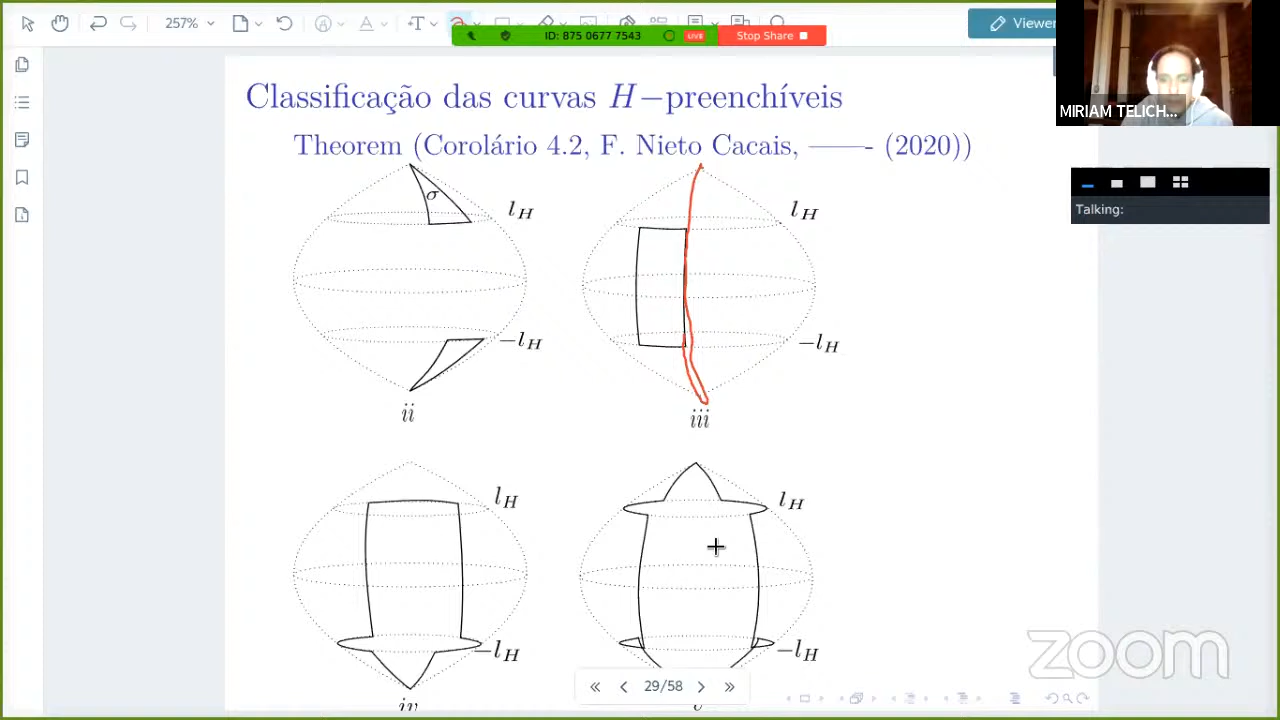 257%
Viewer
ID: 875 0677 7543
LIVE
Stop Share
MIRIAM TELICH...
Talking:
Classificação das curvas H−preenchíveis
Theorem (Corolário 4.2, F. Nieto Cacais, ——- (2020))
σ
l_H
−l_H
ii
l_H
−l_H
iii
l_H
−l_H
iv
l_H
−l_H
29/58
zoom